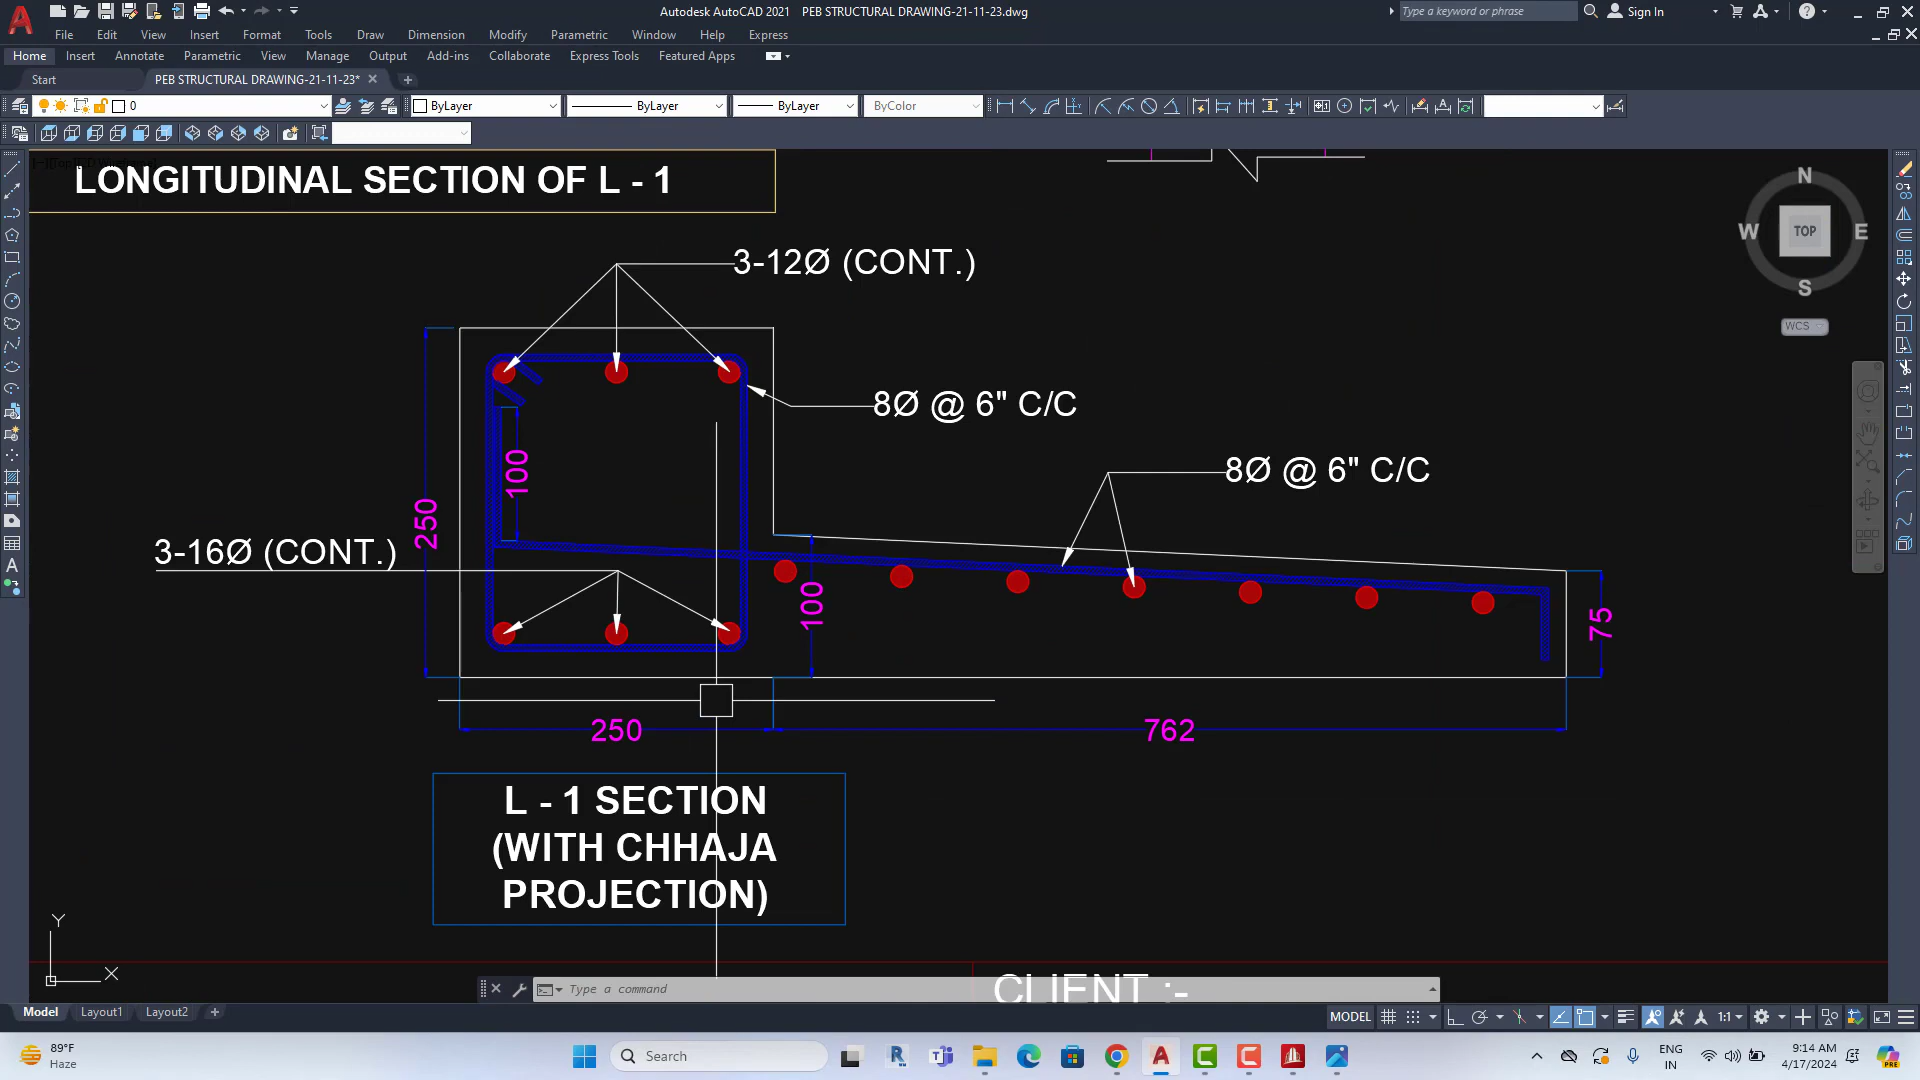 Autodesk AutoCAD 2021 PEB STRUCTURAL DRAWING-21-11-23.dwg
Type a keyword or phrase
Sign In
File Edit View Insert Format Tools Draw Dimension Modify Parametric Window Help Express
Home Insert Annotate Parametric View Manage Output Add-ins Collaborate Express Tools Featured Apps
Start PEB STRUCTURAL DRAWING-21-11-23*
0 ByLayer ByLayer ByLayer ByColor
LONGITUDINAL SECTION OF L - 1
N
W TOP E
S
WCS
3-12Ø (CONT.)
8Ø @ 6" C/C
8Ø @ 6" C/C
100
250
3-16Ø (CONT.)
100
75
250
762
L - 1 SECTION
(WITH CHHAJA
PROJECTION)
Y
X
CLIENT :-
Type a command
Model Layout1 Layout2
MODEL
1:1
89°F
Haze
Search
ENG
IN
9:14 AM
4/17/2024